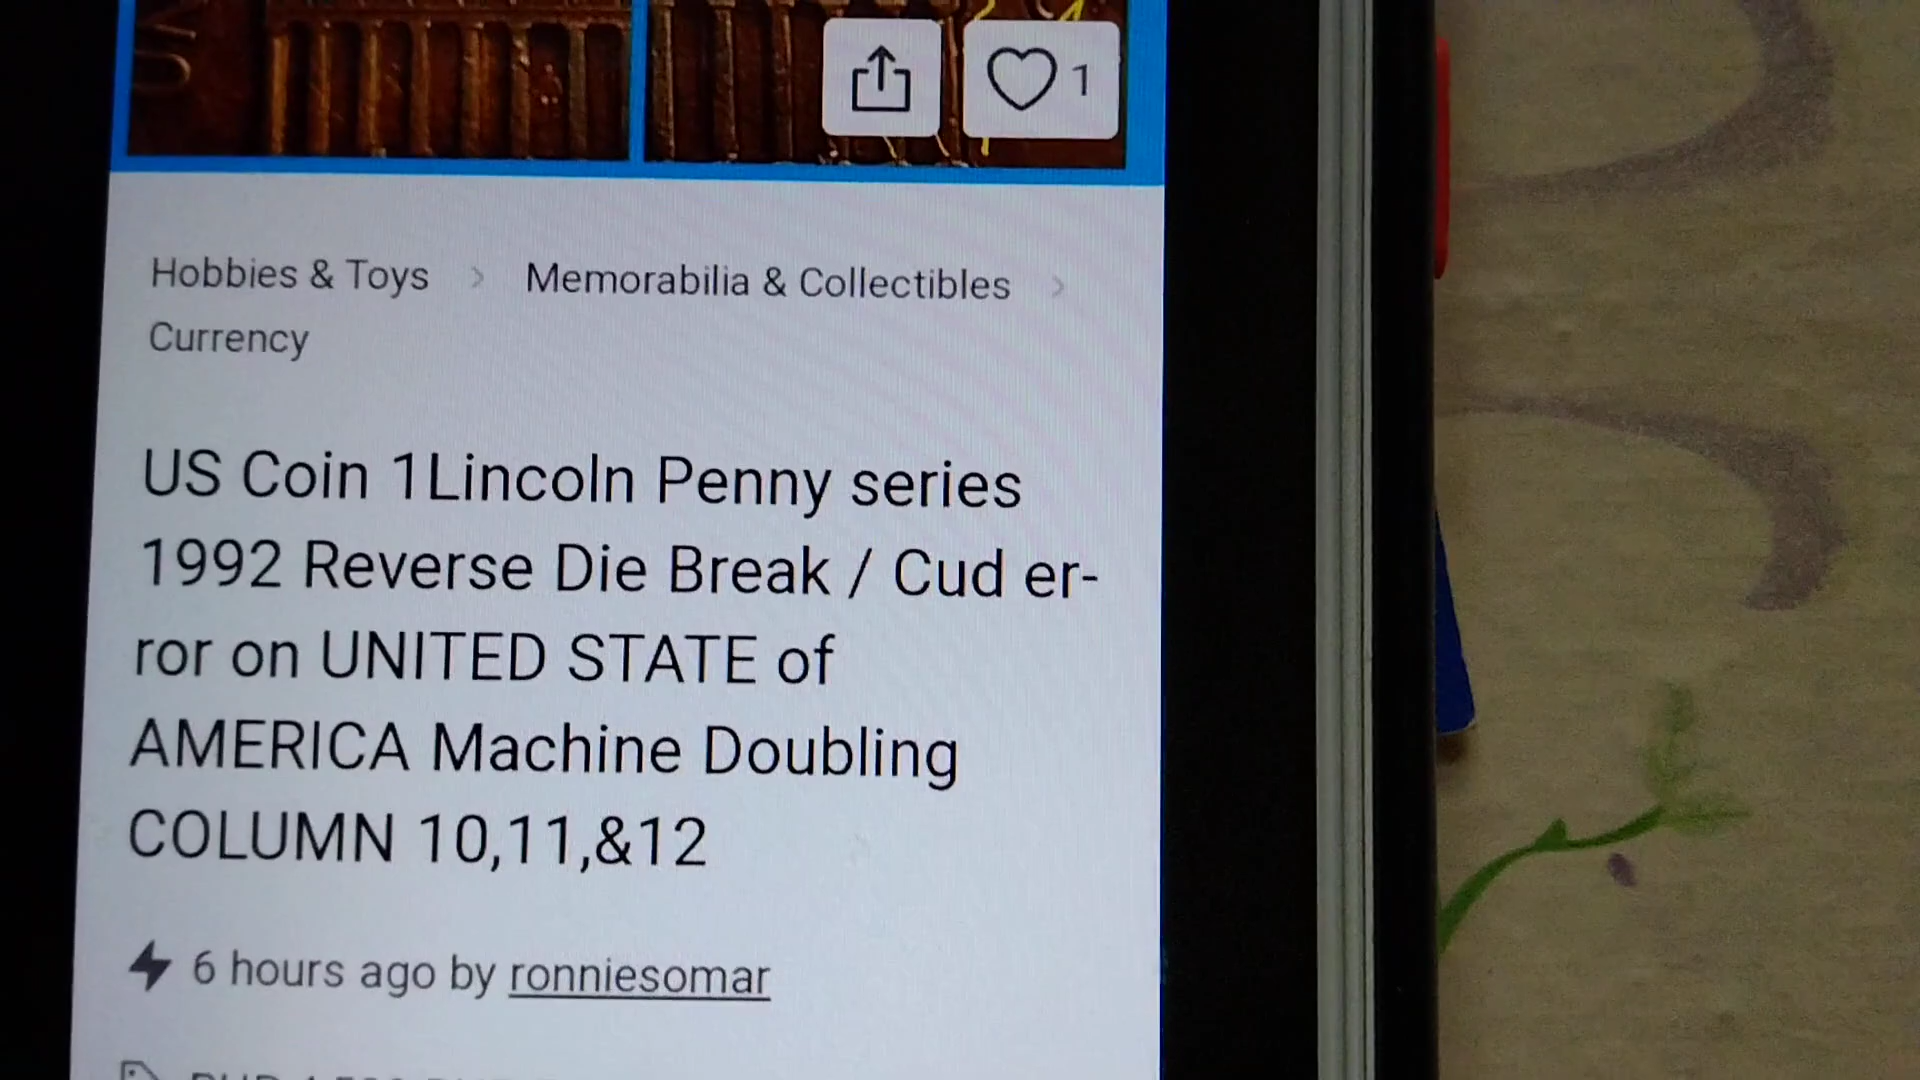 1
Hobbies & Toys > Memorabilia & Collectibles >
Currency
US Coin 1Lincoln Penny series
1992 Reverse Die Break / Cud er-
ror on UNITED STATE of
AMERICA Machine Doubling
COLUMN 10,11,&12
6 hours ago by ronniesomar